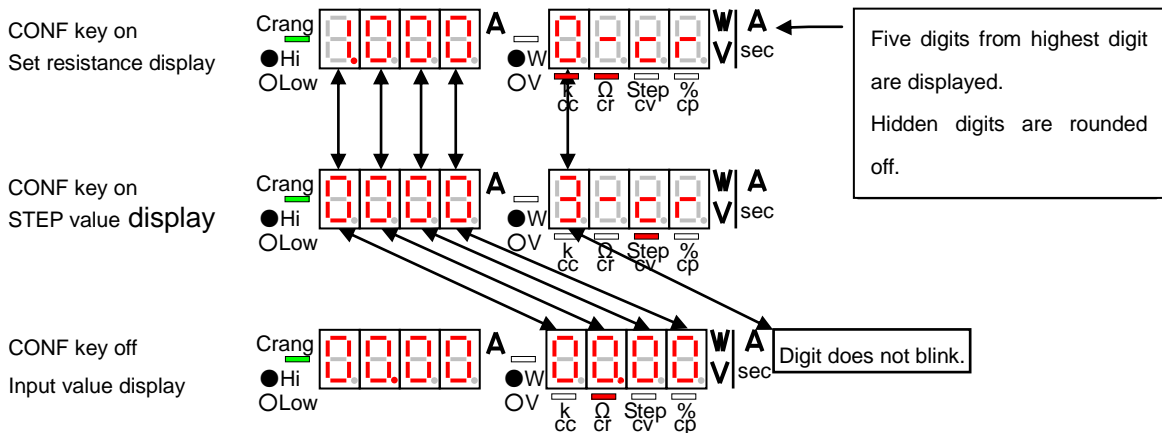 CONF key on
Set resistance display
Crang
Hi
Low
1.000
A
W
V
0-cr
k Ω Step %
cc cr cv cp
W A
V sec
Five digits from highest digit
are displayed.
Hidden digits are rounded
off.
CONF key on
STEP value display
Crang
Hi
Low
0000
A
W
V
3-cr
k Ω Step %
cc cr cv cp
W A
V sec
CONF key off
Input value display
Crang
Hi
Low
00.00
A
W
V
00.00
k Ω Step %
cc cr cv cp
W A
V sec
Digit does not blink.